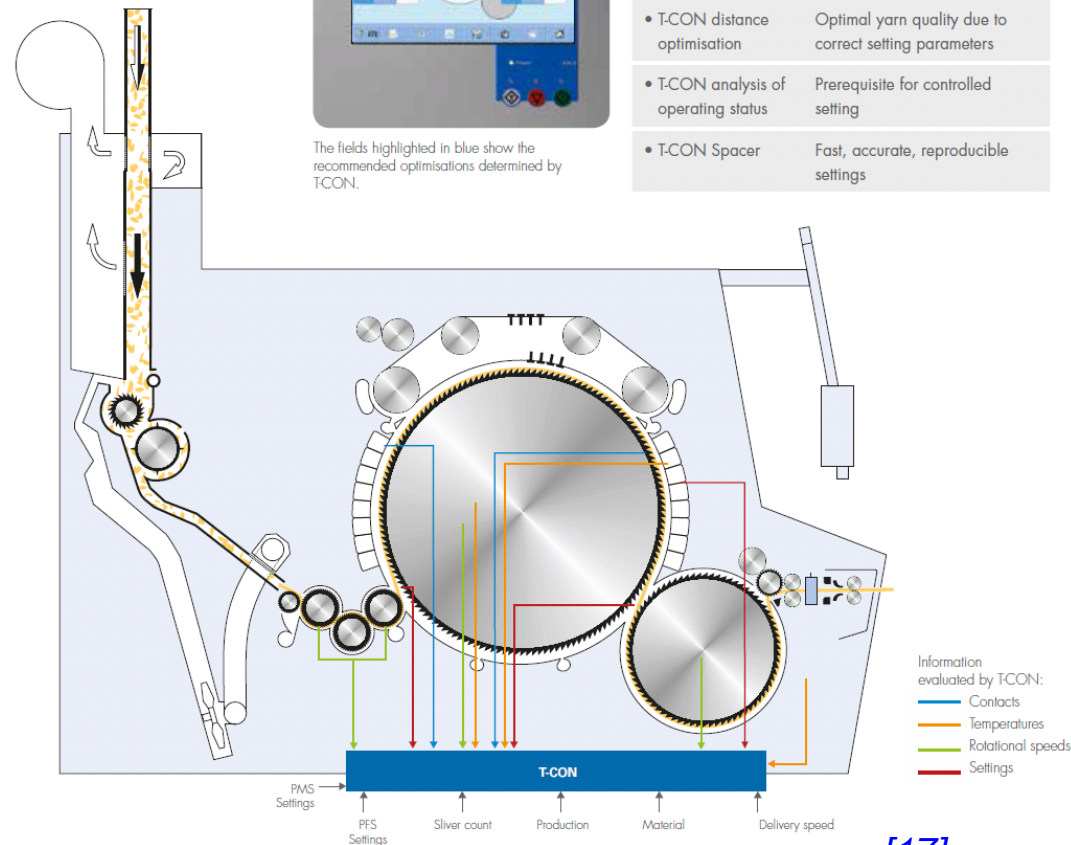 • T-CON distance optimisation
Optimal yarn quality due to correct setting parameters
• T-CON analysis of operating status
Prerequisite for controlled setting
• T-CON Spacer
Fast, accurate, reproducible settings
The fields highlighted in blue show the
recommended optimisations determined by
T-CON.
Information
evaluated by T-CON:
Contacts
Temperatures
Rotational speeds
Settings
T-CON
PMS
Settings
PFS
Settings
Sliver count
Production
Material
Delivery speed